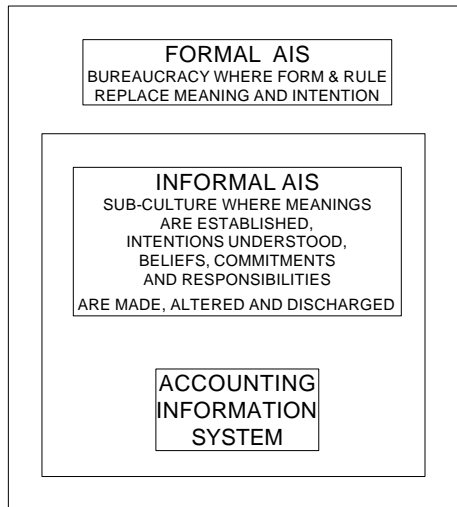 FORMAL AIS
BUREAUCRACY WHERE FORM & RULE
REPLACE MEANING AND INTENTION
INFORMAL AIS
SUB-CULTURE WHERE MEANINGS
ARE ESTABLISHED,
INTENTIONS UNDERSTOOD,
BELIEFS, COMMITMENTS
AND RESPONSIBILITIES
ARE MADE, ALTERED AND DISCHARGED
ACCOUNTING
INFORMATION
SYSTEM